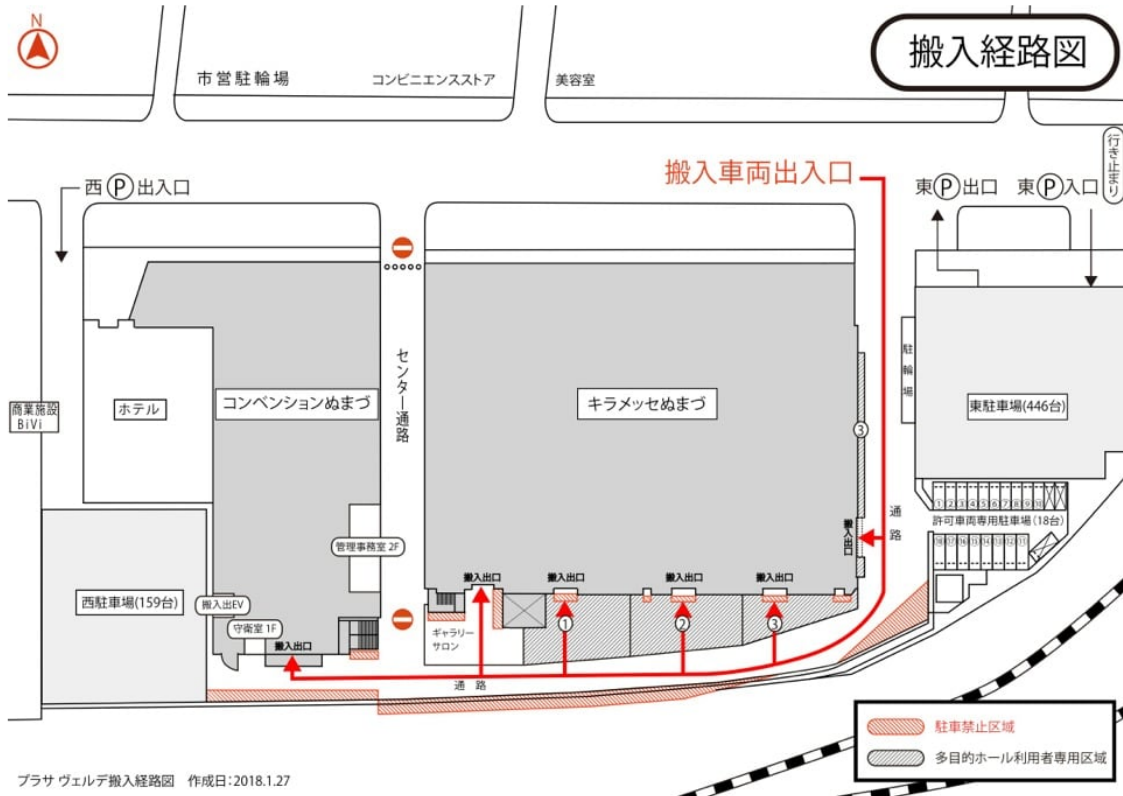 N
搬入経路図
市営駐輪場
コンビニエンスストア
美容室
行き止まり
西Ⓟ出入口
搬入車両出入口
東Ⓟ出口
東Ⓟ入口
センター通路
商業施設
BiVi
ホテル
コンベンションぬまづ
キラメッセぬまづ
③
駐輪場
東駐車場(446台)
通路
搬入出口
①②③④⑤⑥⑦⑧⑨⑩
許可車両専用駐車場(18台)
⑱⑰⑯⑮⑭⑬⑫⑪
管理事務室 2F
西駐車場(159台)
搬入出EV
守衛室 1F
搬入出口
搬入出口
搬入出口
搬入出口
搬入出口
ギャラリー
サロン
①
②
③
通 路
駐車禁止区域
多目的ホール利用者専用区域
プラサ ヴェルデ搬入経路図 作成日:2018.1.27